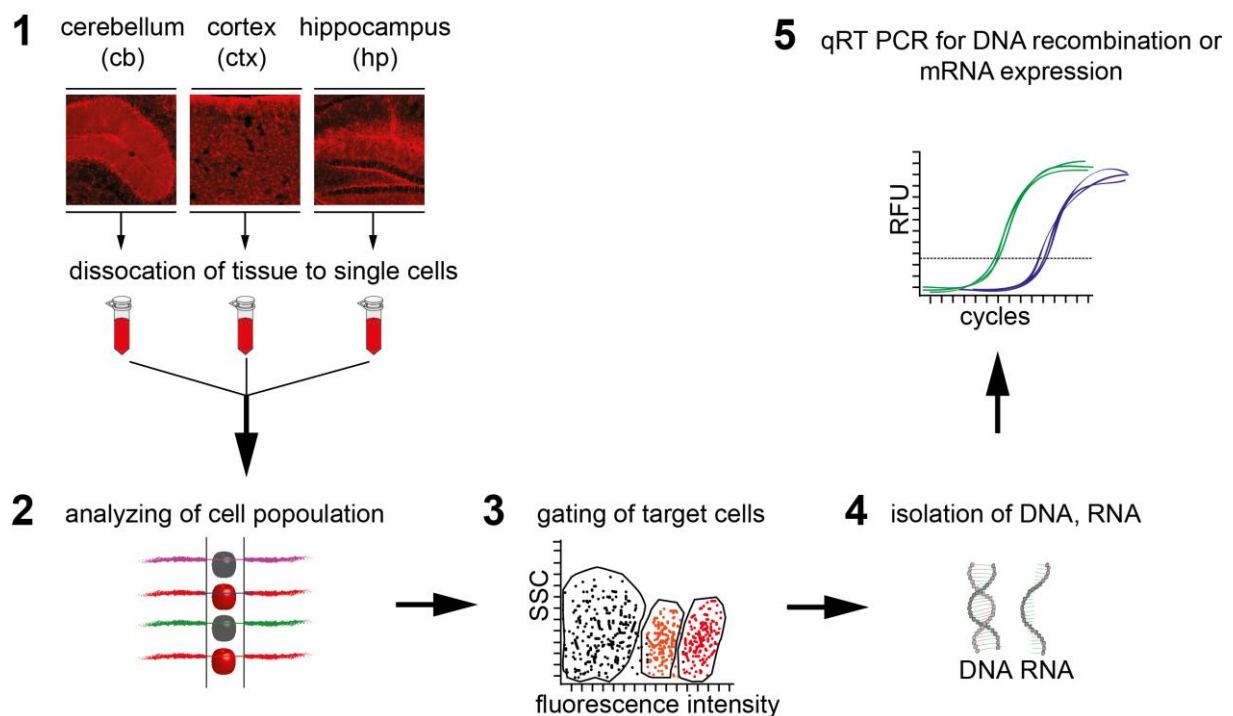 1
cerebellum
(cb)
cortex
(ctx)
hippocampus
(hp)
dissocation of tissue to single cells
2 analyzing of cell popoulation
3 gating of target cells
SSC
fluorescence intensity
4 isolation of DNA, RNA
DNA RNA
5 qRT PCR for DNA recombination or
mRNA expression
RFU
cycles